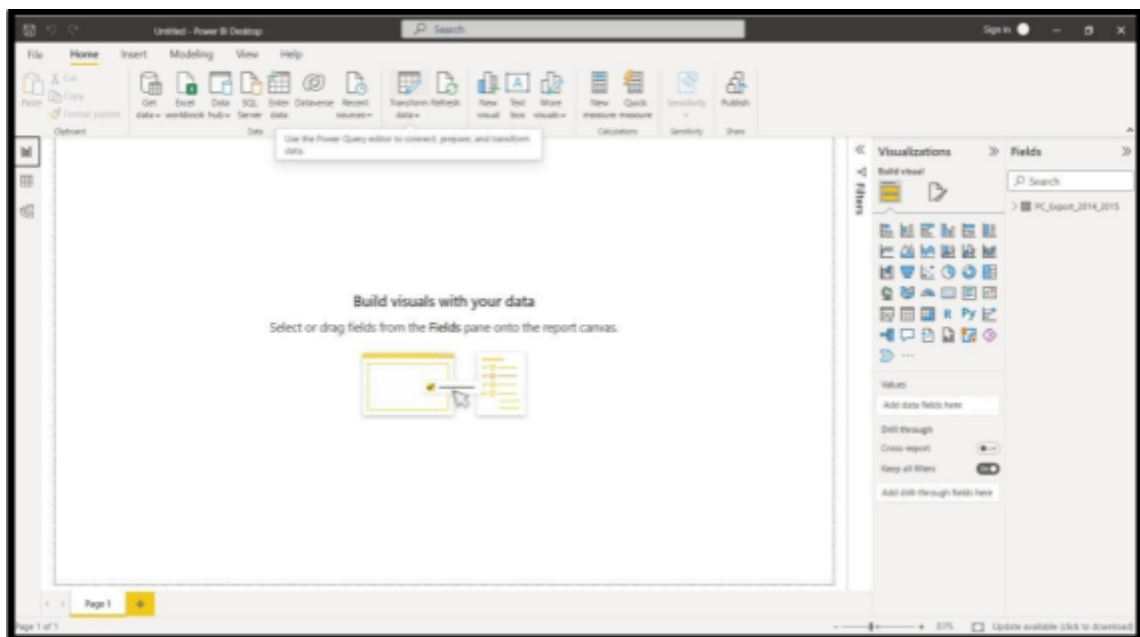 Untitled - Power BI Desktop
Search
Sign in
File Home Insert Modeling View Help
Paste
Cut
Copy
Format painter
Clipboard
Get data
Excel workbook
Data hub
SQL Server
Enter data
Dataverse
Recent sources
Data
Transform data
Refresh
New visual
Text box
More visuals
New measure
Quick measure
Calculations
Sensitivity
Sensitivity
Publish
Share
Use the Power Query editor to connect, prepare, and transform
data.
Filters
Visualizations
Build visual
R Py
Values
Add data fields here
Drill through
Cross-report
Keep all filters
Add drill-through fields here
Fields
Search
PC_Export_2014_2015
Build visuals with your data
Select or drag fields from the Fields pane onto the report canvas.
Page 1
Page 1 of 1
83%
Update available (click to download)